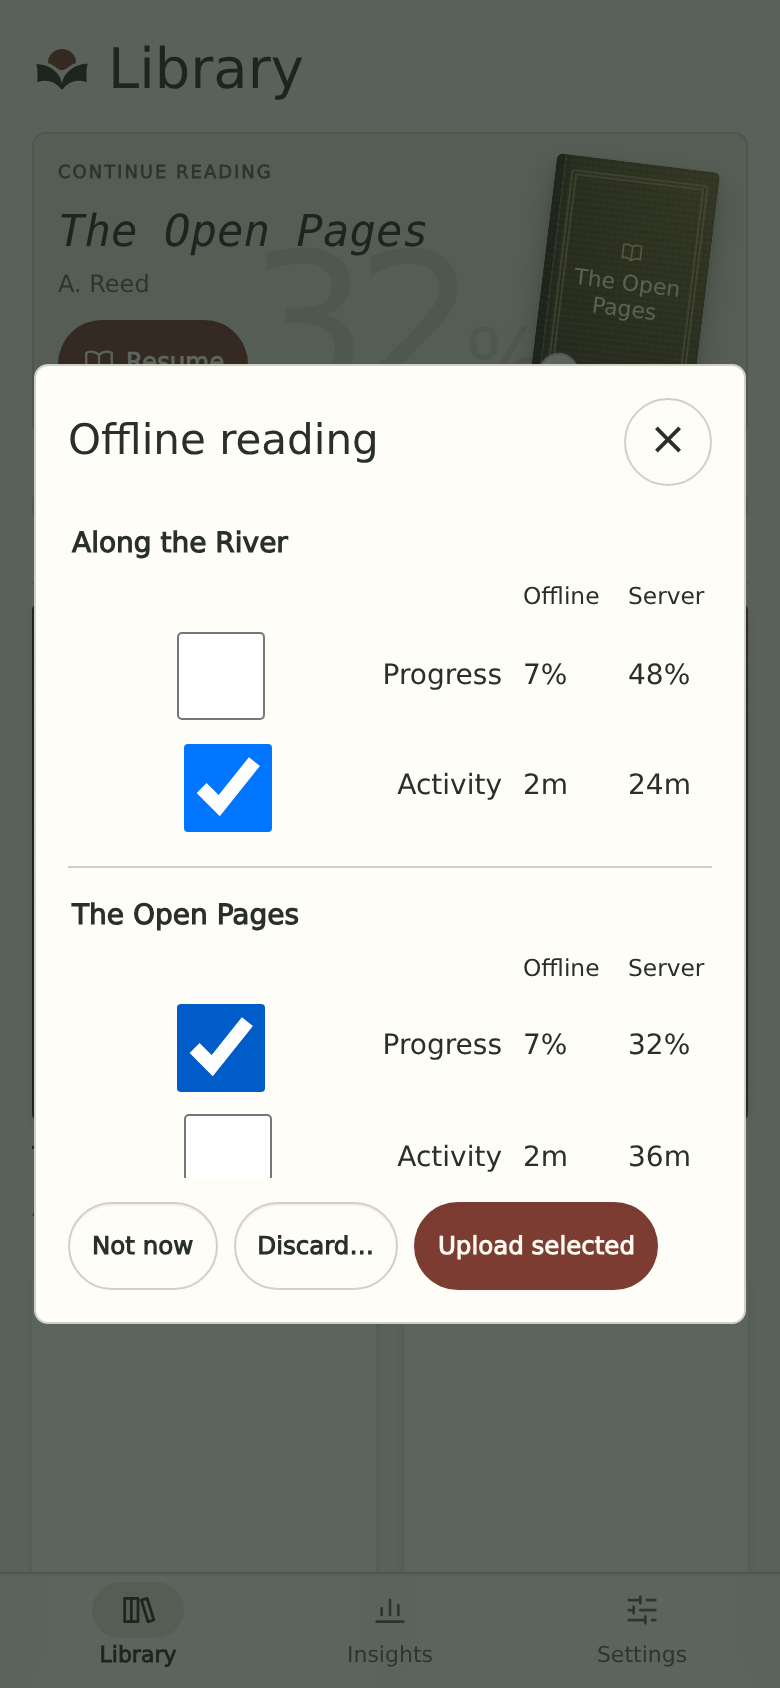 Library
CONTINUE READING
The Open Pages
A. Reed
32%
Resume
The Open
Pages
Offline reading
Along the River
Offline Server
Progress 7% 48%
Activity 2m 24m
The Open Pages
Offline Server
Progress 7% 32%
Activity 2m 36m
Not now Discard... Upload selected
Library Insights Settings